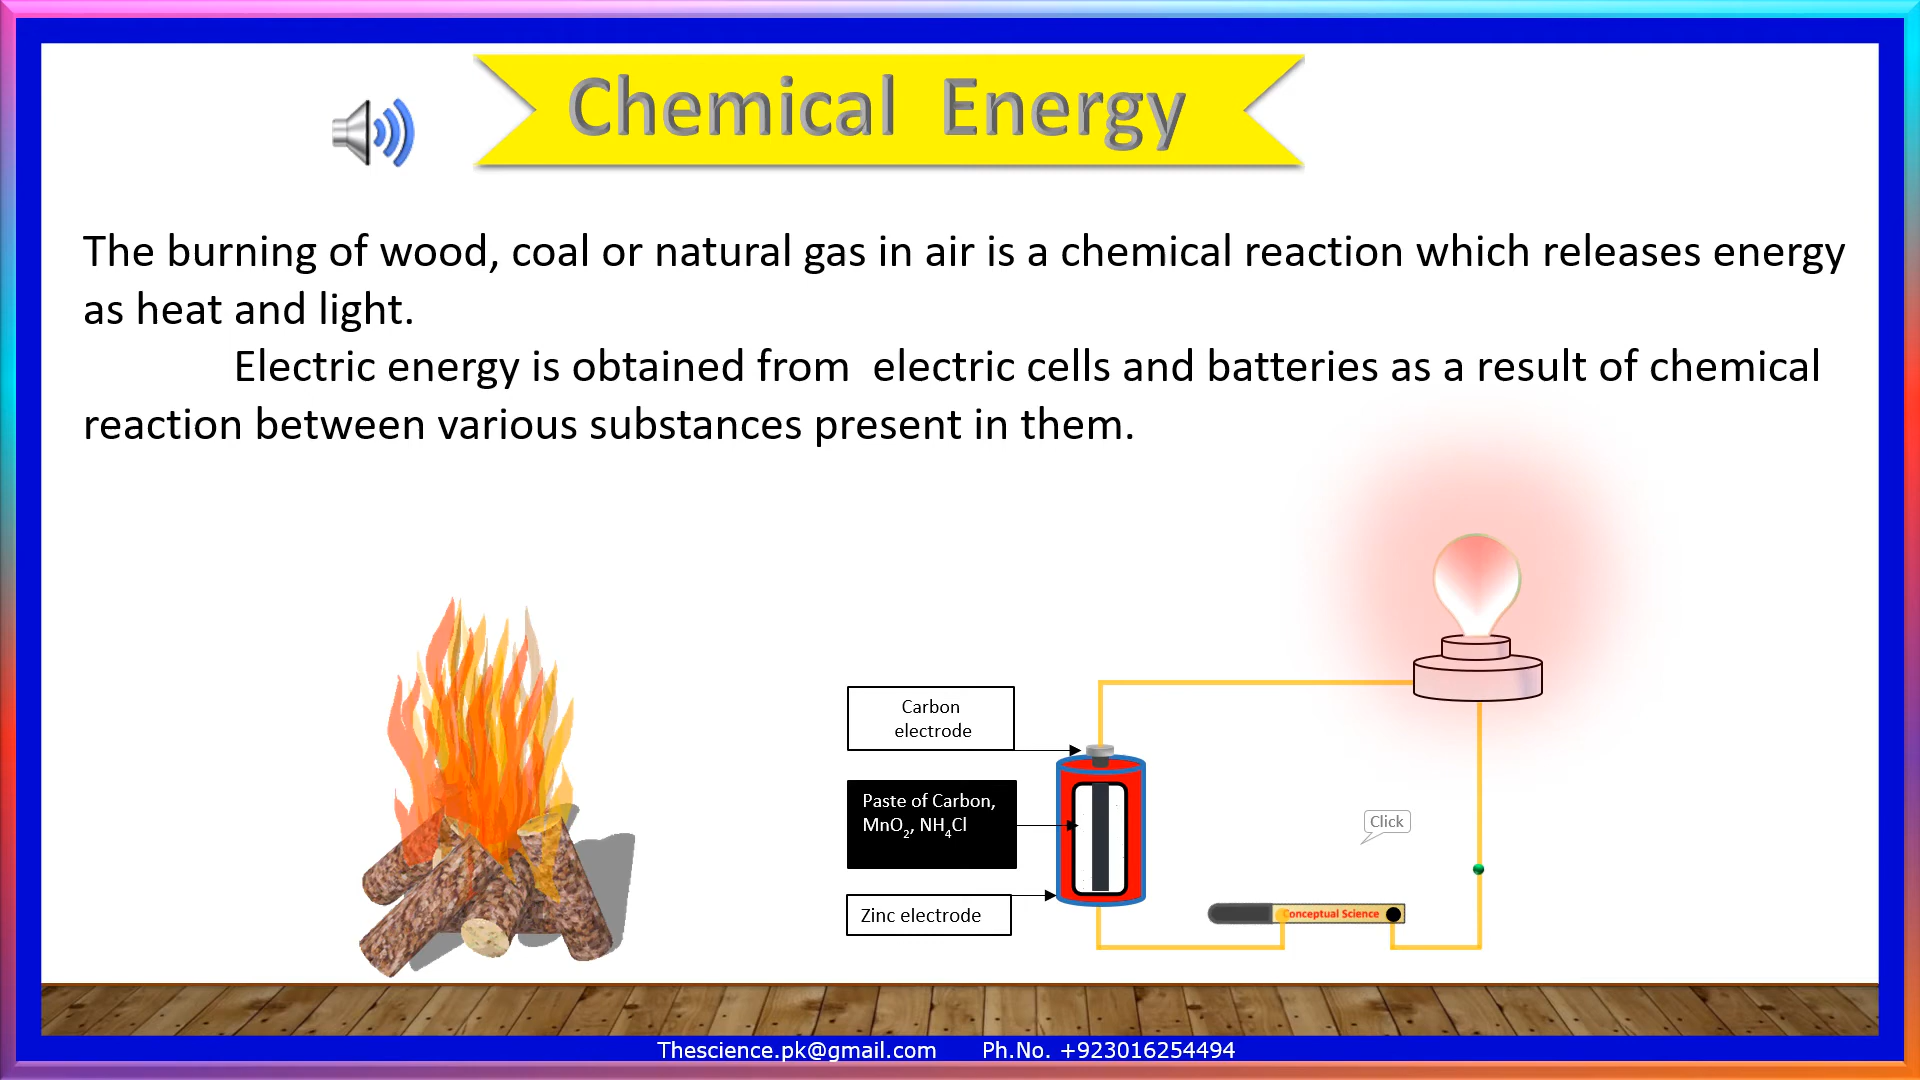 Chemical Energy
The burning of wood, coal or natural gas in air is a chemical reaction which releases energy
as heat and light.
Electric energy is obtained from electric cells and batteries as a result of chemical
reaction between various substances present in them.
Carbon
electrode
Paste of Carbon,
MnO₂, NH₄Cl
Zinc electrode
Click
Conceptual Science
Thescience.pk@gmail.com Ph.No. +923016254494